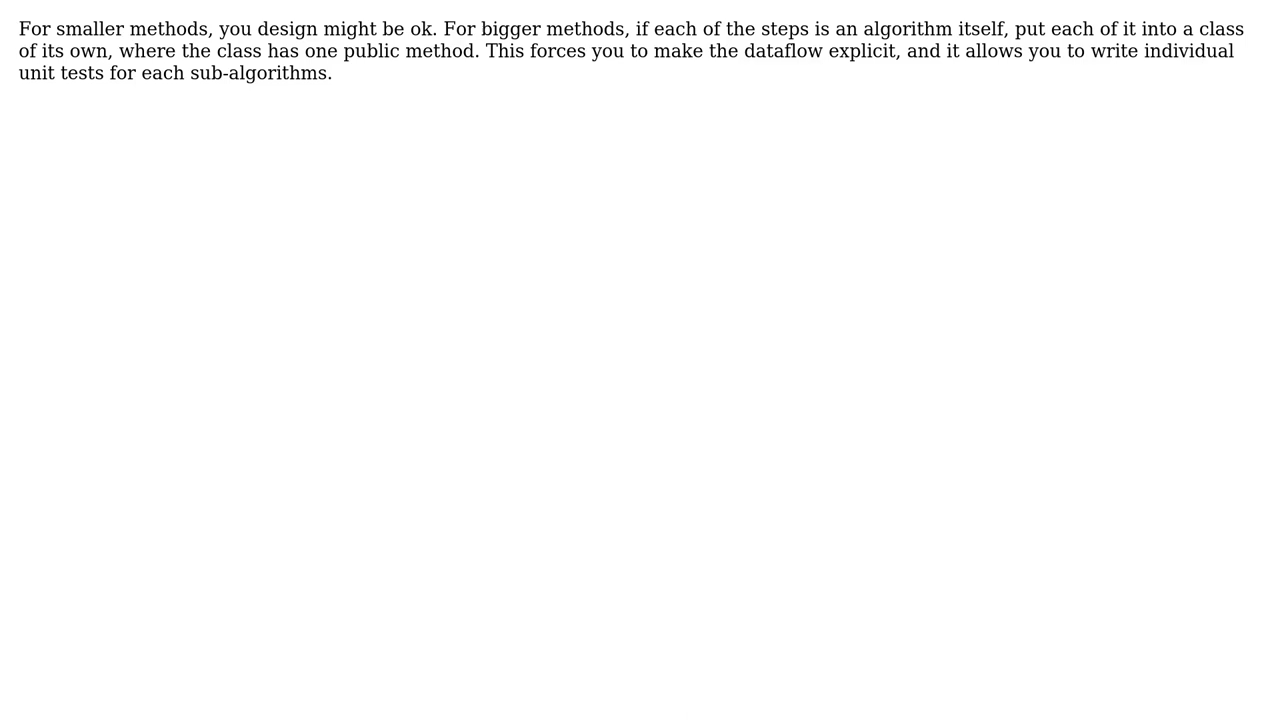 For smaller methods, you design might be ok. For bigger methods, if each of the steps is an algorithm itself, put each of it into a class
of its own, where the class has one public method. This forces you to make the dataflow explicit, and it allows you to write individual
unit tests for each sub-algorithms.